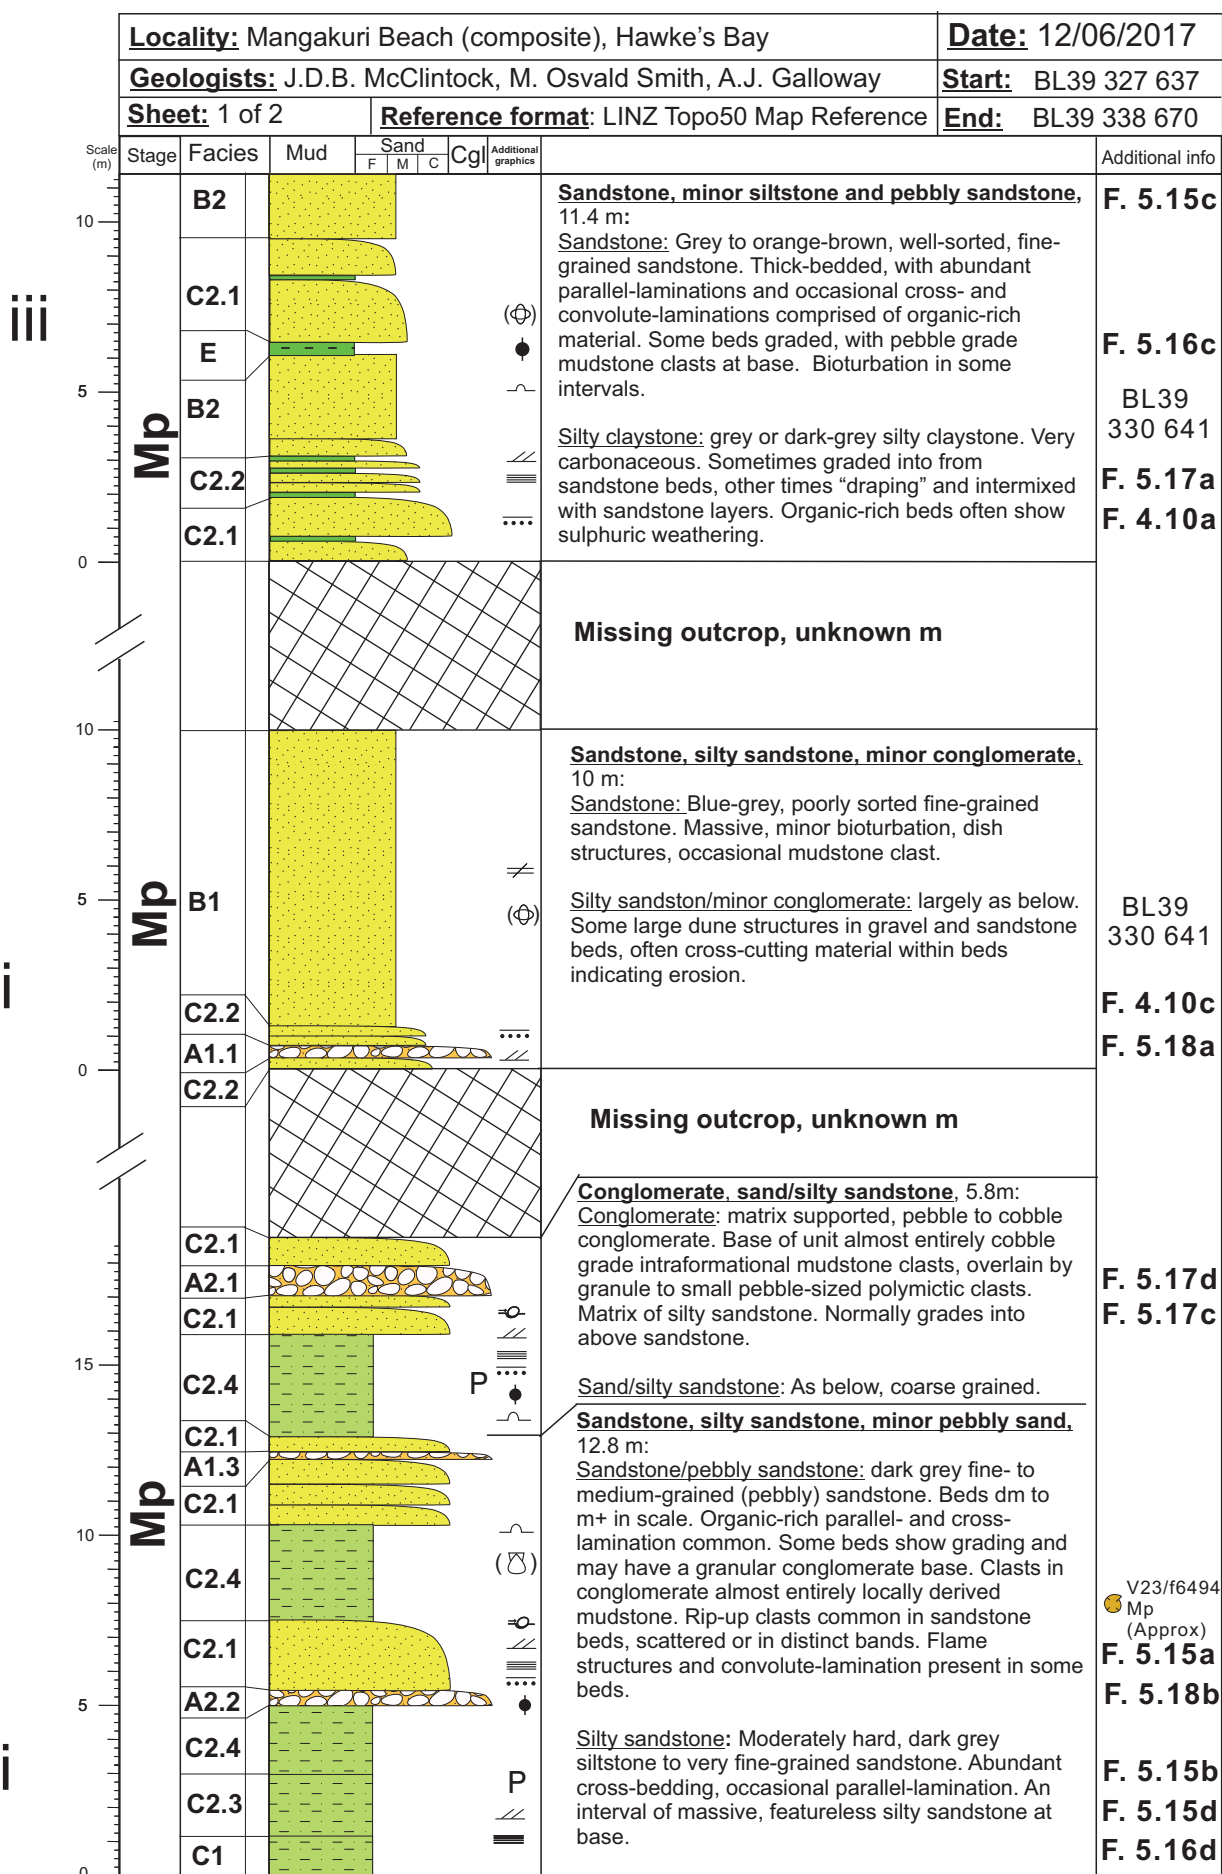 Locality: Mangakuri Beach (composite), Hawke's Bay
Date: 12/06/2017
Geologists: J.D.B. McClintock, M. Osvald Smith, A.J. Galloway
Start: BL39 327 637
Sheet: 1 of 2
Reference format: LINZ Topo50 Map Reference
End: BL39 338 670
Scale (m)
Stage
Facies
Mud
Sand
F M C
Cgl
Additional graphics
Additional info
iii
10
5
0
Mp
B2
C2.1
E
B2
C2.2
C2.1
Sandstone, minor siltstone and pebbly sandstone,
11.4 m:
Sandstone: Grey to orange-brown, well-sorted, fine-
grained sandstone. Thick-bedded, with abundant
parallel-laminations and occasional cross- and
convolute-laminations comprised of organic-rich
material. Some beds graded, with pebble grade
mudstone clasts at base. Bioturbation in some
intervals.
Silty claystone: grey or dark-grey silty claystone. Very
carbonaceous. Sometimes graded into from
sandstone beds, other times “draping” and intermixed
with sandstone layers. Organic-rich beds often show
sulphuric weathering.
F. 5.15c
F. 5.16c
BL39
330 641
F. 5.17a
F. 4.10a
Missing outcrop, unknown m
i
10
5
0
Mp
B1
C2.2
A1.1
C2.2
Sandstone, silty sandstone, minor conglomerate,
10 m:
Sandstone: Blue-grey, poorly sorted fine-grained
sandstone. Massive, minor bioturbation, dish
structures, occasional mudstone clast.
Silty sandston/minor conglomerate: largely as below.
Some large dune structures in gravel and sandstone
beds, often cross-cutting material within beds
indicating erosion.
BL39
330 641
F. 4.10c
F. 5.18a
Missing outcrop, unknown m
i
15
10
5
0
Mp
C2.1
A2.1
C2.1
C2.4
C2.1
A1.3
C2.1
C2.4
C2.1
A2.2
C2.4
C2.3
C1
P
P
Conglomerate, sand/silty sandstone, 5.8m:
Conglomerate: matrix supported, pebble to cobble
conglomerate. Base of unit almost entirely cobble
grade intraformational mudstone clasts, overlain by
granule to small pebble-sized polymictic clasts.
Matrix of silty sandstone. Normally grades into
above sandstone.
Sand/silty sandstone: As below, coarse grained.
Sandstone, silty sandstone, minor pebbly sand,
12.8 m:
Sandstone/pebbly sandstone: dark grey fine- to
medium-grained (pebbly) sandstone. Beds dm to
m+ in scale. Organic-rich parallel- and cross-
lamination common. Some beds show grading and
may have a granular conglomerate base. Clasts in
conglomerate almost entirely locally derived
mudstone. Rip-up clasts common in sandstone
beds, scattered or in distinct bands. Flame
structures and convolute-lamination present in some
beds.
Silty sandstone: Moderately hard, dark grey
siltstone to very fine-grained sandstone. Abundant
cross-bedding, occasional parallel-lamination. An
interval of massive, featureless silty sandstone at
base.
F. 5.17d
F. 5.17c
V23/f6494
Mp
(Approx)
F. 5.15a
F. 5.18b
F. 5.15b
F. 5.15d
F. 5.16d